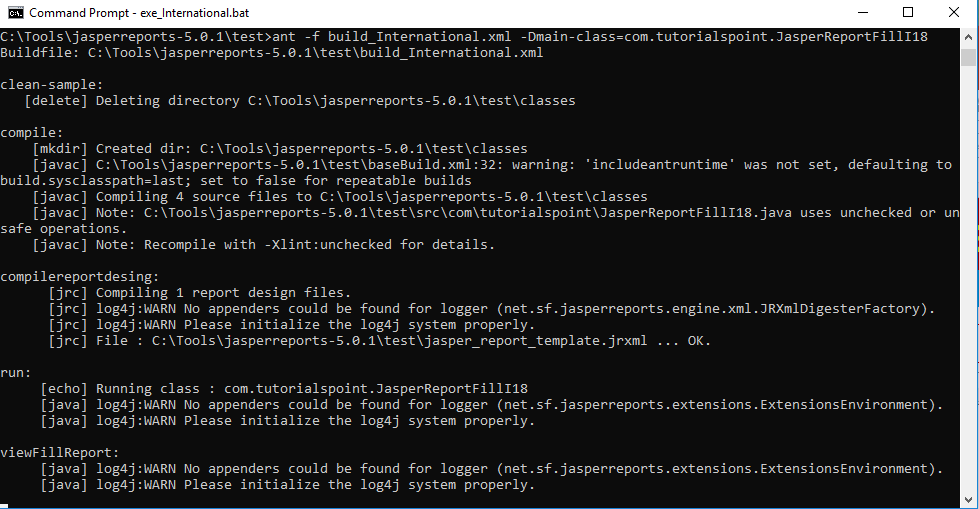 Command Prompt - exe_International.bat
C:\Tools\jasperreports-5.0.1\test>ant -f build_International.xml -Dmain-class=com.tutorialspoint.JasperReportFillI18
Buildfile: C:\Tools\jasperreports-5.0.1\test\build_International.xml
clean-sample:
[delete] Deleting directory C:\Tools\jasperreports-5.0.1\test\classes
compile:
[mkdir] Created dir: C:\Tools\jasperreports-5.0.1\test\classes
[javac] C:\Tools\jasperreports-5.0.1\test\baseBuild.xml:32: warning: 'includeantruntime' was not set, defaulting to
build.sysclasspath=last; set to false for repeatable builds
[javac] Compiling 4 source files to C:\Tools\jasperreports-5.0.1\test\classes
[javac] Note: C:\Tools\jasperreports-5.0.1\test\src\com\tutorialspoint\JasperReportFillI18.java uses unchecked or un
safe operations.
[javac] Note: Recompile with -Xlint:unchecked for details.
compilereportdesing:
[jrc] Compiling 1 report design files.
[jrc] log4j:WARN No appenders could be found for logger (net.sf.jasperreports.engine.xml.JRXmlDigesterFactory).
[jrc] log4j:WARN Please initialize the log4j system properly.
[jrc] File : C:\Tools\jasperreports-5.0.1\test\jasper_report_template.jrxml ... OK.
run:
[echo] Running class : com.tutorialspoint.JasperReportFillI18
[java] log4j:WARN No appenders could be found for logger (net.sf.jasperreports.extensions.ExtensionsEnvironment).
[java] log4j:WARN Please initialize the log4j system properly.
viewFillReport:
[java] log4j:WARN No appenders could be found for logger (net.sf.jasperreports.extensions.ExtensionsEnvironment).
[java] log4j:WARN Please initialize the log4j system properly.